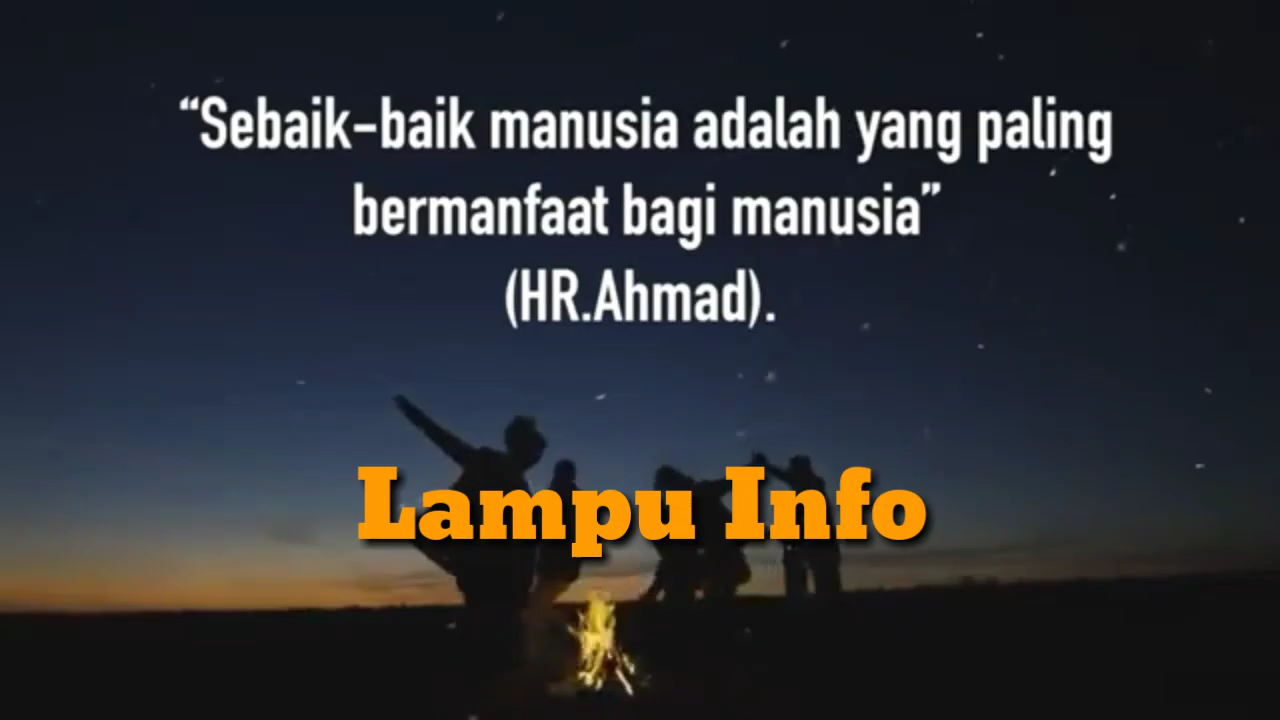 “Sebaik-baik manusia adalah yang paling
bermanfaat bagi manusia”
(HR.Ahmad).
Lampu Info